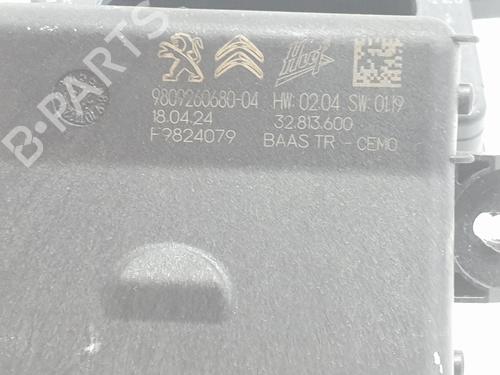 Huf
9809260680-04 HW: 02.04 SW: 01.19
18.04.24 32.813.600
F9824079 BAAS TR - CEMO
B-PARTS